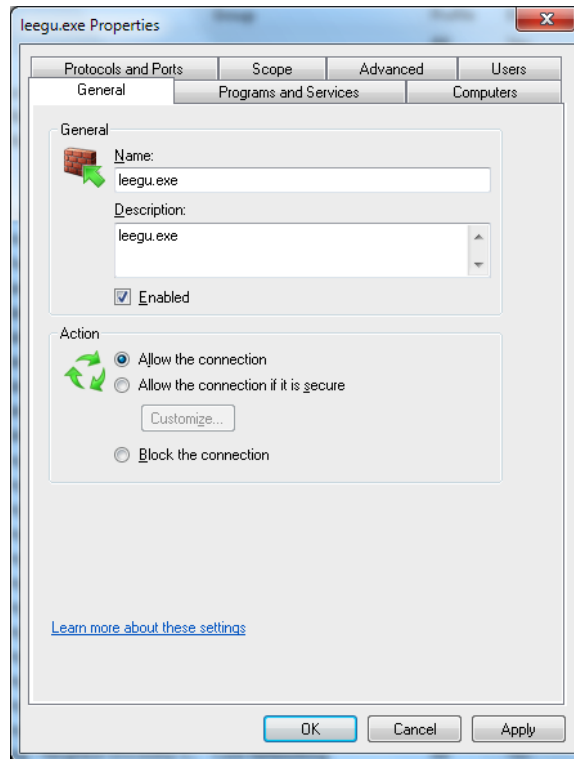 leegu.exe Properties
Protocols and Ports Scope Advanced Users
General Programs and Services Computers
General
Name:
leegu.exe
Description:
leegu.exe
Enabled
Action
Allow the connection
Allow the connection if it is secure
Customize...
Block the connection
Learn more about these settings
OK Cancel Apply